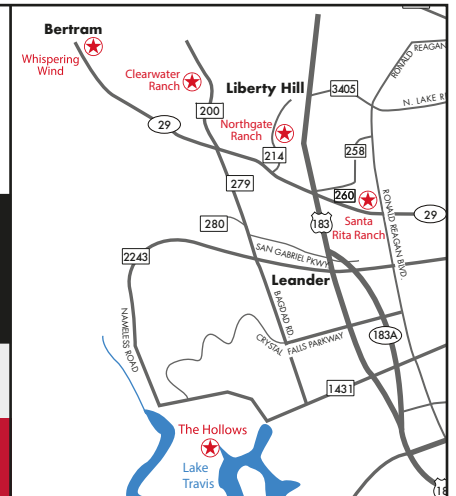 Bertram
Whispering
Wind
Clearwater
Ranch
Liberty Hill
RONALD REAGAN
3405
N. LAKE R
200
29
Northgate
Ranch
214
258
279
260
RONALD REAGAN BLVD.
Santa
Rita Ranch
29
280
183
SAN GABRIEL PKWY.
2243
Leander
BAGDAD RD.
NAMELESS ROAD
CRYSTAL FALLS PARKWAY
183A
1431
The Hollows
Lake
Travis
18